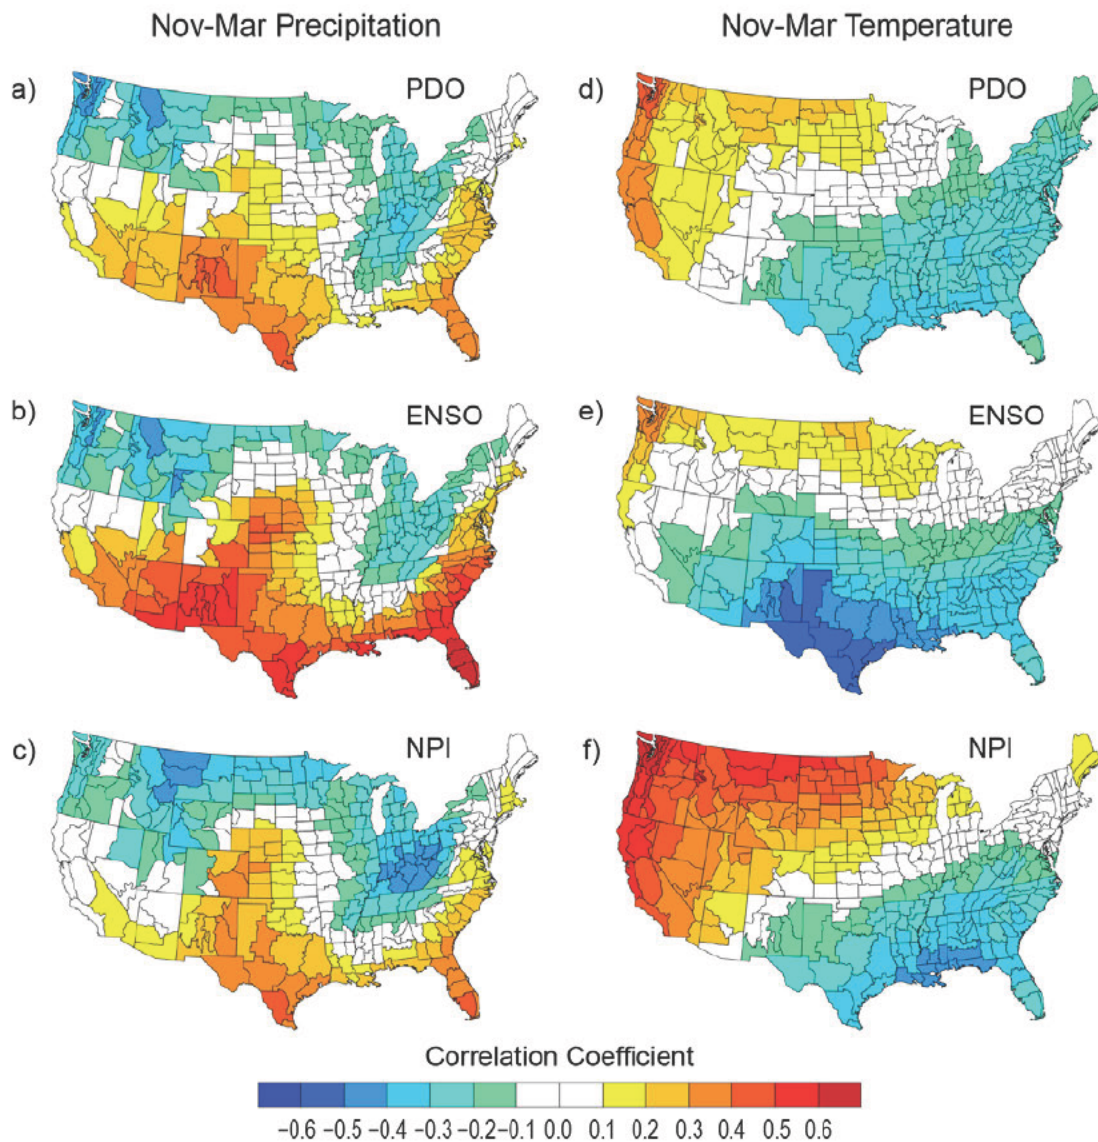 Nov-Mar Precipitation
Nov-Mar Temperature
a)
PDO
d)
PDO
b)
ENSO
e)
ENSO
c)
NPI
f)
NPI
Correlation Coefficient
−0.6 −0.5 −0.4 −0.3 −0.2 −0.1 0.0 0.1 0.2 0.3 0.4 0.5 0.6